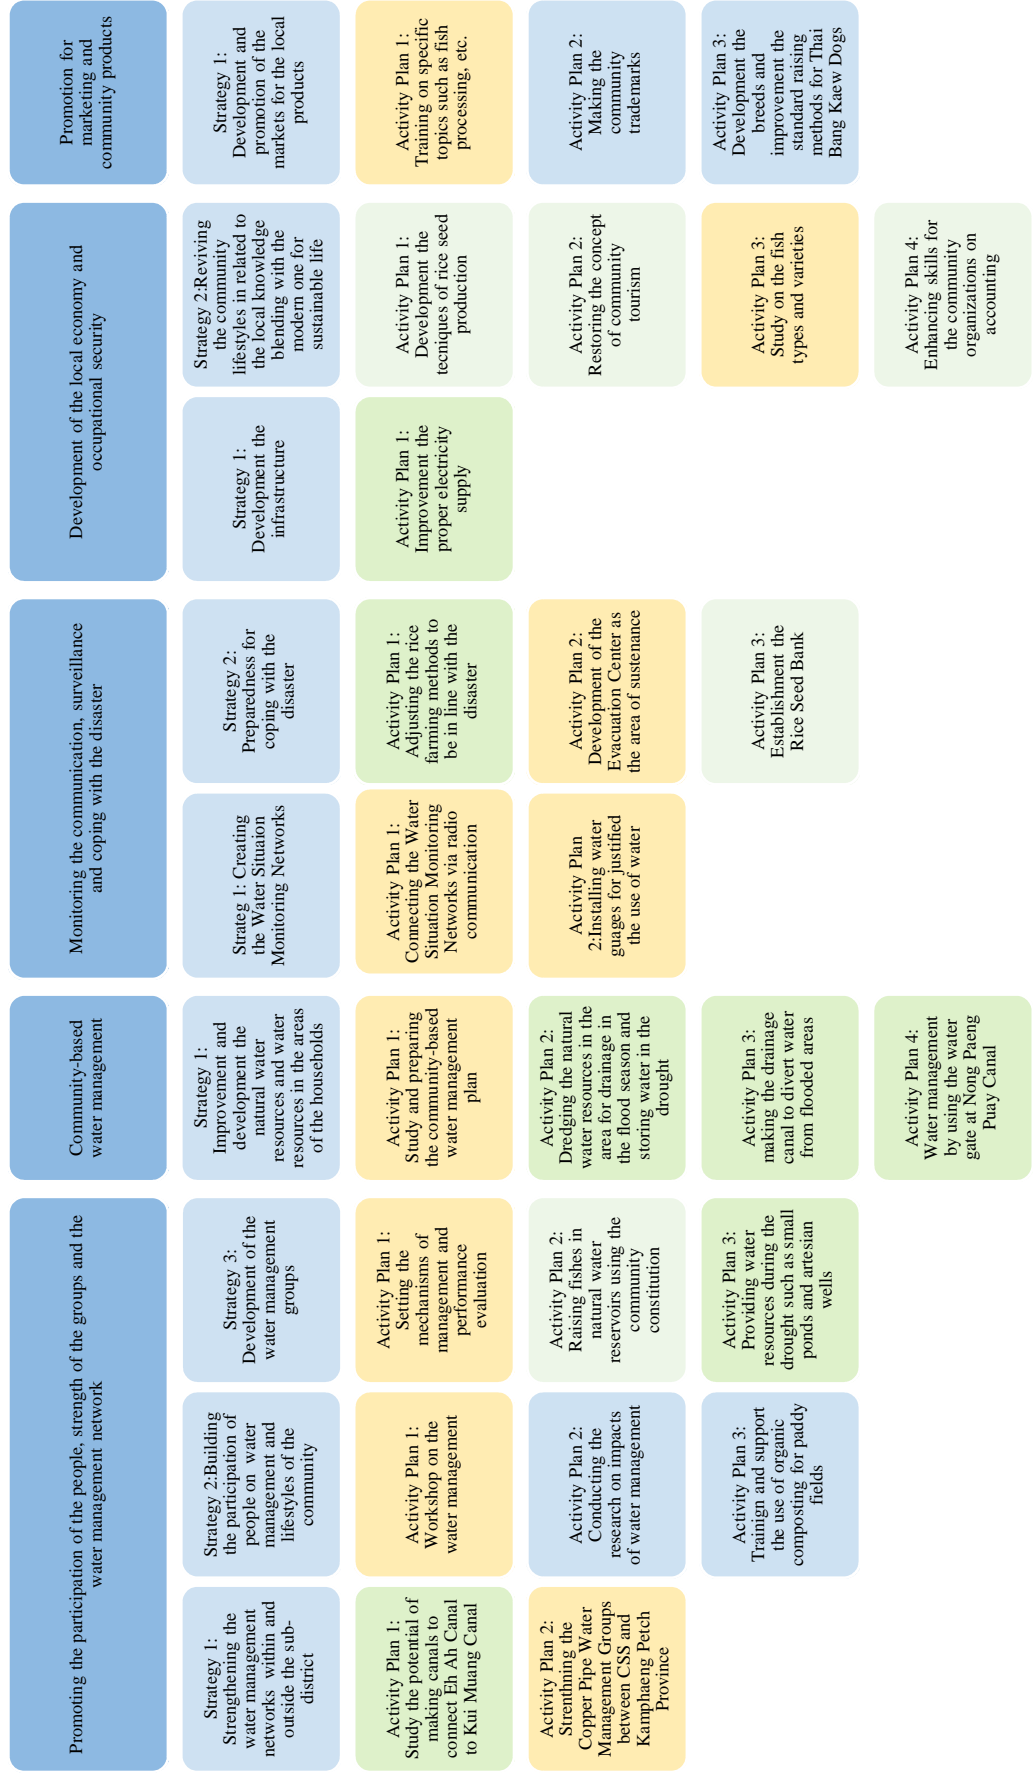 Promoting the participation of the people, strength of the groups and the
water management network
Strategy 1:
Strengthening the
water management
networks within and
outside the sub-
district
Activity Plan 1:
Study the potential of
making canals to
connect Eh Ah Canal
to Kui Muang Canal
Activity Plan 2:
Strenthning the
Copper Pipe Water
Management Groups
between CSS and
Kamphaeng Petch
Province
Strategy 2:Building
the participation of
people on water
management and
lifestyles of the
community
Activity Plan 1:
Workshop on the
water management
Activity Plan 2:
Conducting the
research on impacts
of water management
Activity Plan 3:
Trainign and support
the use of organic
composting for paddy
fields
Strategy 3:
Development of the
water management
groups
Activity Plan 1:
Setting the
mechanisms of
management and
performance
evaluation
Activity Plan 2:
Raising fishes in
natural water
reservoirs using the
community
constitution
Activity Plan 3:
Providing water
resources during the
drought such as small
ponds and artesian
wells
Community-based
water management
Strategy 1:
Improvement and
development the
natural water
resources and water
resources in the areas
of the households
Activity Plan 1:
Study and preparing
the community-based
water management
plan
Activity Plan 2:
Dredging the natural
water resources in the
area for drainage in
the flood season and
storing water in the
drought
Activity Plan 3:
making the drainage
canal to divert water
from flooded areas
Activity Plan 4:
Water management
by using the water
gate at Nong Paeng
Puay Canal
Monitoring the communication, surveillance
and coping with the disaster
Strateg 1: Creating
the Water Situaion
Monitoring Networks
Activity Plan 1:
Connecting the Water
Situation Monitoring
Networks via radio
communication
Activity Plan
2:Installing water
guages for justified
the use of water
Strategy 2:
Preparedness for
coping with the
disaster
Activity Plan 1:
Adjusting the rice
farming methods to
be in line with the
disaster
Activity Plan 2:
Development of the
Evacuation Center as
the area of sustenance
Activity Plan 3:
Establishment the
Rice Seed Bank
Development of the local economy and
occupational security
Strategy 1:
Development the
infrastructure
Activity Plan 1:
Improvement the
proper electricity
supply
Strategy 2:Reviving
the community
lifestyles in related to
the local knowledge
blending with the
modern one for
sustainable life
Activity Plan 1:
Development the
tecniques of rice seed
production
Activity Plan 2:
Restoring the concept
of community
tourism
Activity Plan 3:
Study on the fish
types and varieties
Activity Plan 4:
Enhancing skills for
the community
organizations on
accounting
Promotion for
marketing and
community products
Strategy 1:
Development and
promotion of the
markets for the local
products
Activity Plan 1:
Training on specific
topics such as fish
processing, etc.
Activity Plan 2:
Making the
community
trademarks
Activity Plan 3:
Development the
breeds and
improvement the
standard raising
methods for Thai
Bang Kaew Dogs